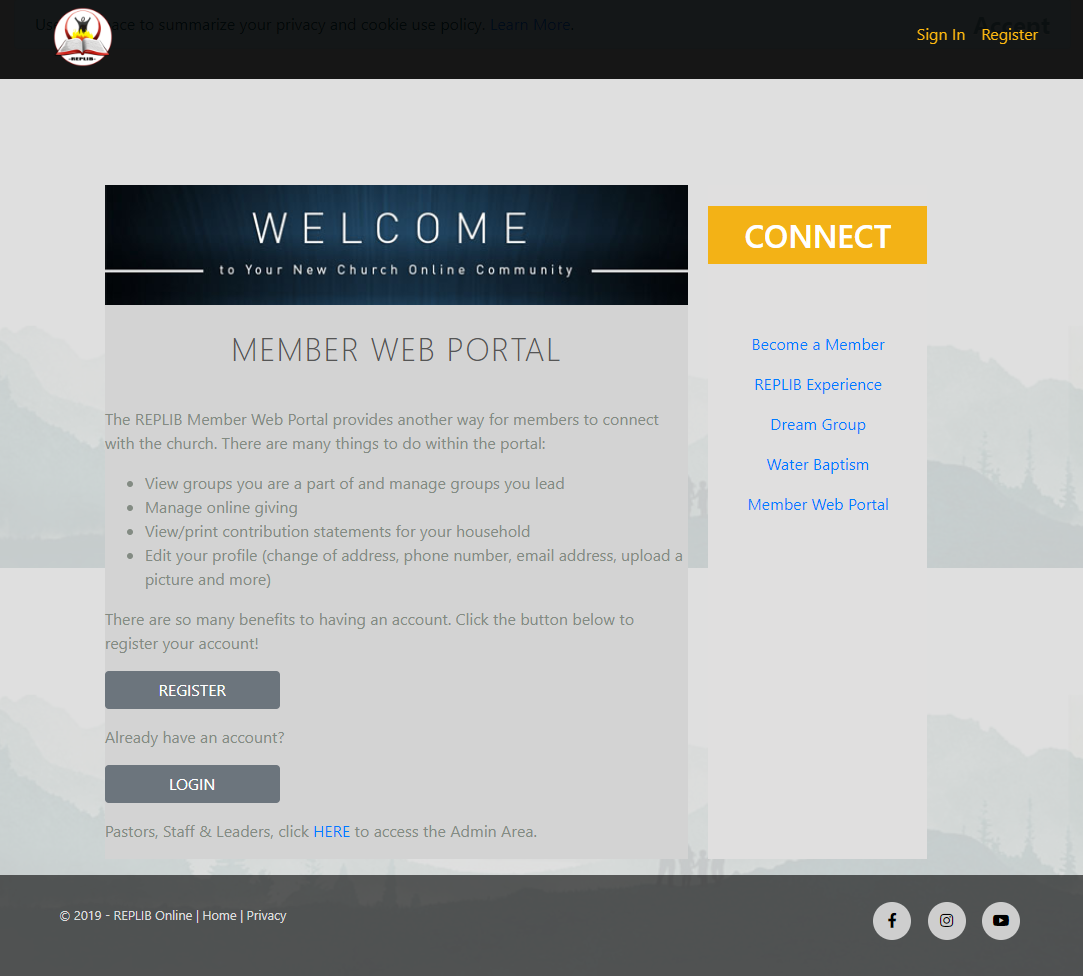 Us ace to summarize your privacy and cookie use policy. Learn More.
Accept
REPLIB
Sign In Register
WELCOME
to Your New Church Online Community
CONNECT
MEMBER WEB PORTAL
The REPLIB Member Web Portal provides another way for members to connect
with the church. There are many things to do within the portal:
View groups you are a part of and manage groups you lead
Manage online giving
View/print contribution statements for your household
Edit your profile (change of address, phone number, email address, upload a
picture and more)
There are so many benefits to having an account. Click the button below to
register your account!
REGISTER
Already have an account?
LOGIN
Pastors, Staff & Leaders, click HERE to access the Admin Area.
Become a Member
REPLIB Experience
Dream Group
Water Baptism
Member Web Portal
© 2019 - REPLIB Online | Home | Privacy